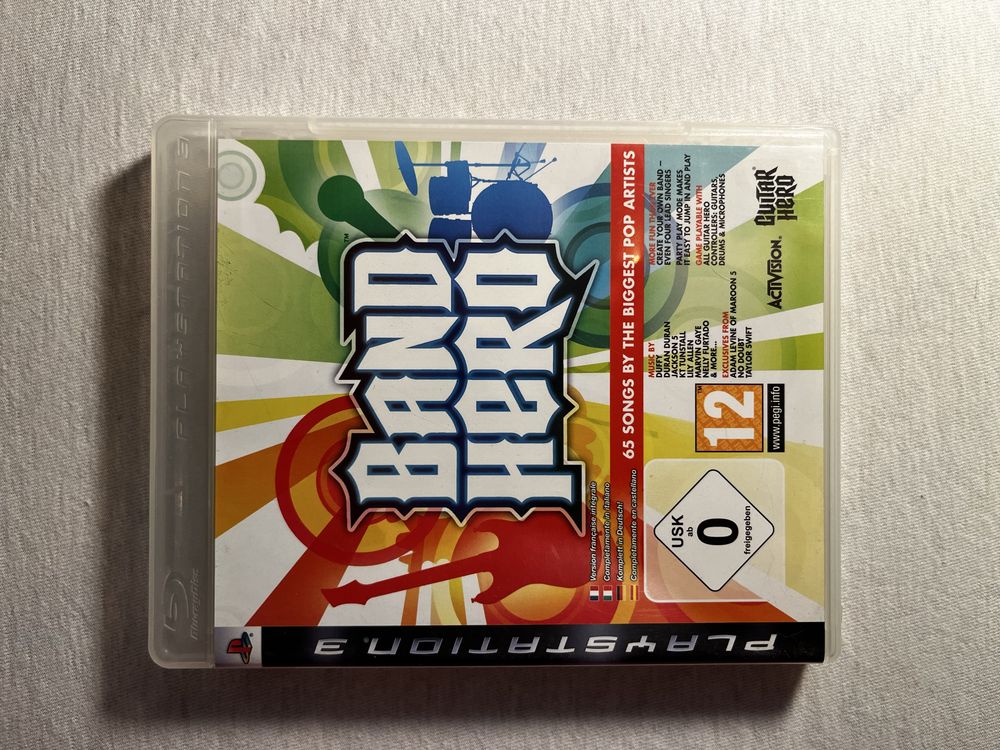 PLAYSTATION 3
PLAYSTATION 3
BAND
HERO
™
65 SONGS BY THE BIGGEST POP ARTISTS
Version française intégrale
Completamente in italiano
Komplett in Deutsch!
Completamente en castellano
MUSIC BY
DUFFY
DURAN DURAN
JACKSON 5
KT TUNSTALL
LILY ALLEN
MARVIN GAYE
NELLY FURTADO
& MORE...
EXCLUSIVES FROM
ADAM LEVINE OF MAROON 5
NO DOUBT
TAYLOR SWIFT
MORE FUN THAN EVER
CREATE YOUR OWN BAND –
EVEN FOUR LEAD SINGERS
PARTY PLAY MODE MAKES
IT EASY TO JUMP IN AND PLAY
GAME PLAYABLE WITH
ALL GUITAR HERO
CONTROLLERS: GUITARS,
DRUMS & MICROPHONES
USK
ab
0
freigegeben
12
www.pegi.info
ACTIVISION.
GUITAR
HERO